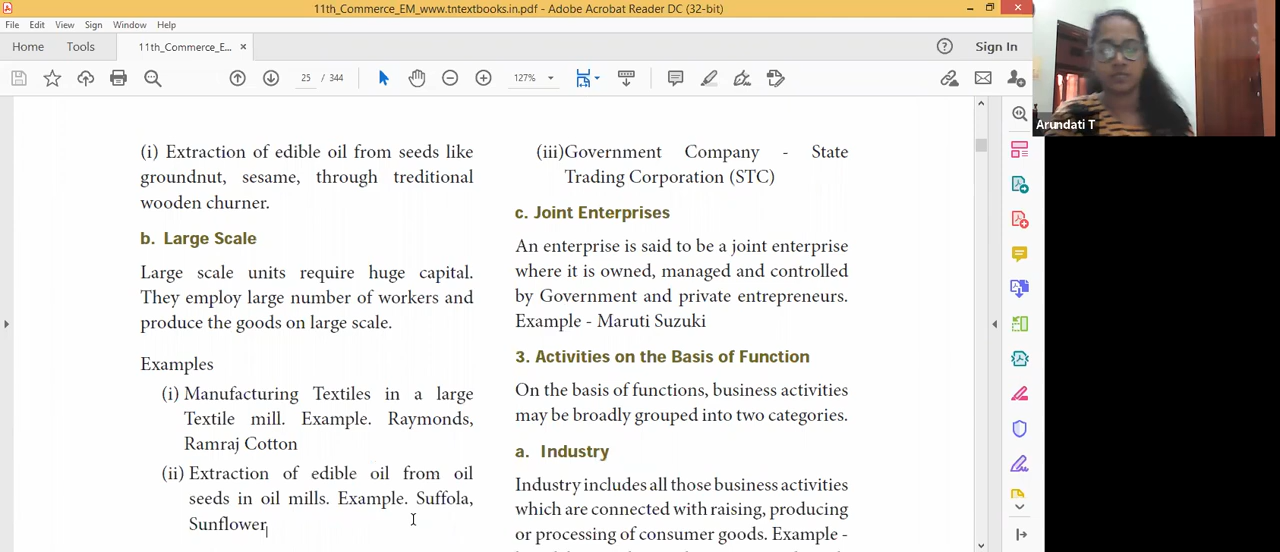 11th_Commerce_EM_www.tntextbooks.in.pdf - Adobe Acrobat Reader DC (32-bit)
File Edit View Sign Window Help
Home Tools 11th_Commerce_E... × Sign In
25 / 344 127%
Arundati T
(i) Extraction of edible oil from seeds like
groundnut, sesame, through treditional
wooden churner.
b. Large Scale
Large scale units require huge capital.
They employ large number of workers and
produce the goods on large scale.
Examples
(i) Manufacturing Textiles in a large
Textile mill. Example. Raymonds,
Ramraj Cotton
(ii) Extraction of edible oil from oil
seeds in oil mills. Example. Suffola,
Sunflower
(iii)Government Company - State
Trading Corporation (STC)
c. Joint Enterprises
An enterprise is said to be a joint enterprise
where it is owned, managed and controlled
by Government and private entrepreneurs.
Example - Maruti Suzuki
3. Activities on the Basis of Function
On the basis of functions, business activities
may be broadly grouped into two categories.
a. Industry
Industry includes all those business activities
which are connected with raising, producing
or processing of consumer goods. Example -